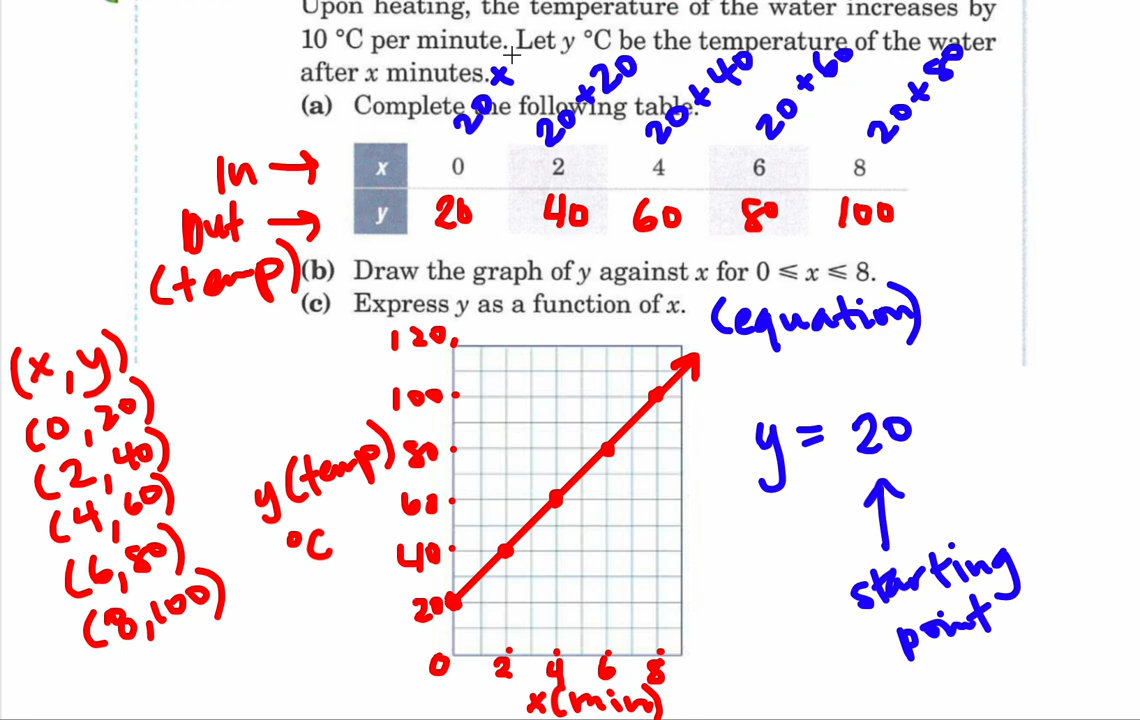 Upon heating, the temperature of the water increases by
10 °C per minute. Let y °C be the temperature of the water
after x minutes.
(a) Complete the following table.
20 x
20 + 20
20 + 40
20 + 60
20 + 80
In → x 0 2 4 6 8
Out → y 20 40 60 80 100
(temp)
(b) Draw the graph of y against x for 0 ⩽ x ⩽ 8.
(c) Express y as a function of x.
(equation)
(x, y)
(0, 20)
(2, 40)
(4, 60)
(6, 80)
(8, 100)
y (temp)
°C
120
100
80
60
40
20
0 2 4 6 8
x (min)
y = 20
↑
starting
point